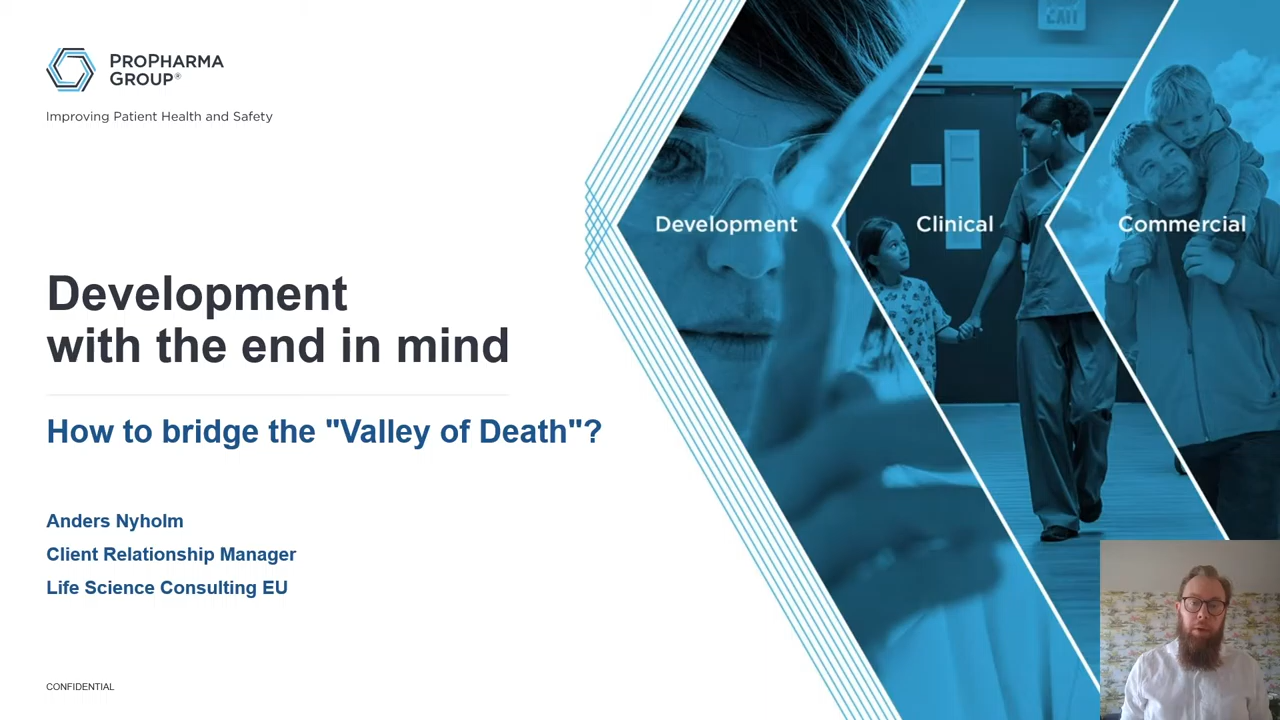 PROPHARMA
GROUP®
Improving Patient Health and Safety
EXIT
Development
Clinical
Commercial
Development
with the end in mind
How to bridge the "Valley of Death"?
Anders Nyholm
Client Relationship Manager
Life Science Consulting EU
CONFIDENTIAL